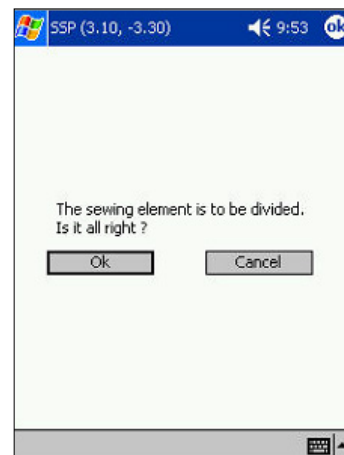 SSP (3.10, -3.30) 9:53 ok
The sewing element is to be divided.
Is it all right ?
Ok Cancel